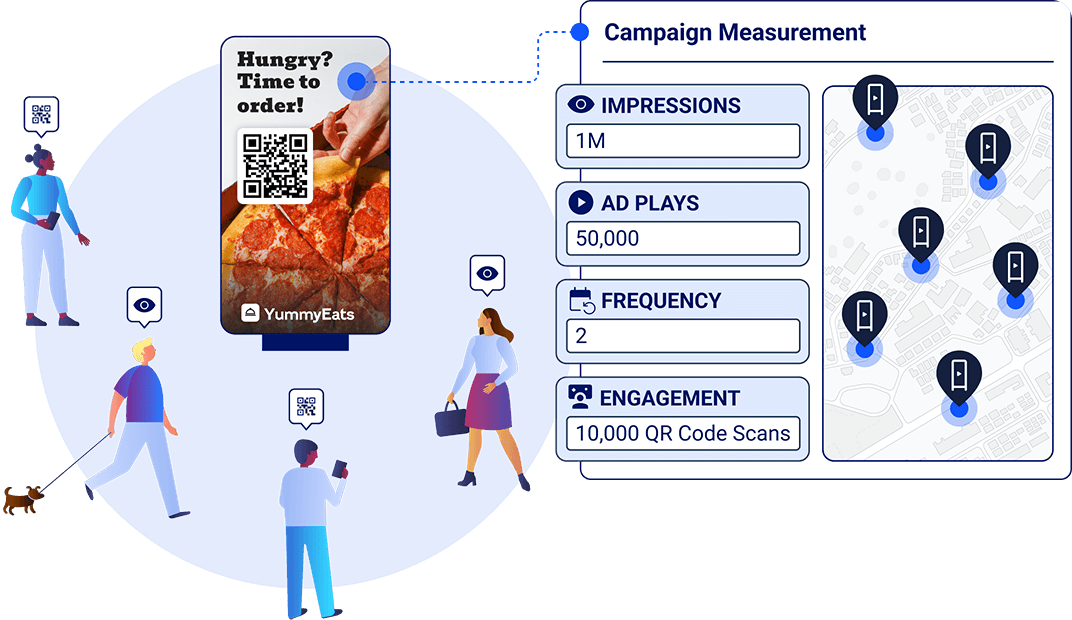 Hungry?
Time to
order!
YummyEats
Campaign Measurement
IMPRESSIONS
1M
AD PLAYS
50,000
FREQUENCY
2
ENGAGEMENT
10,000 QR Code Scans